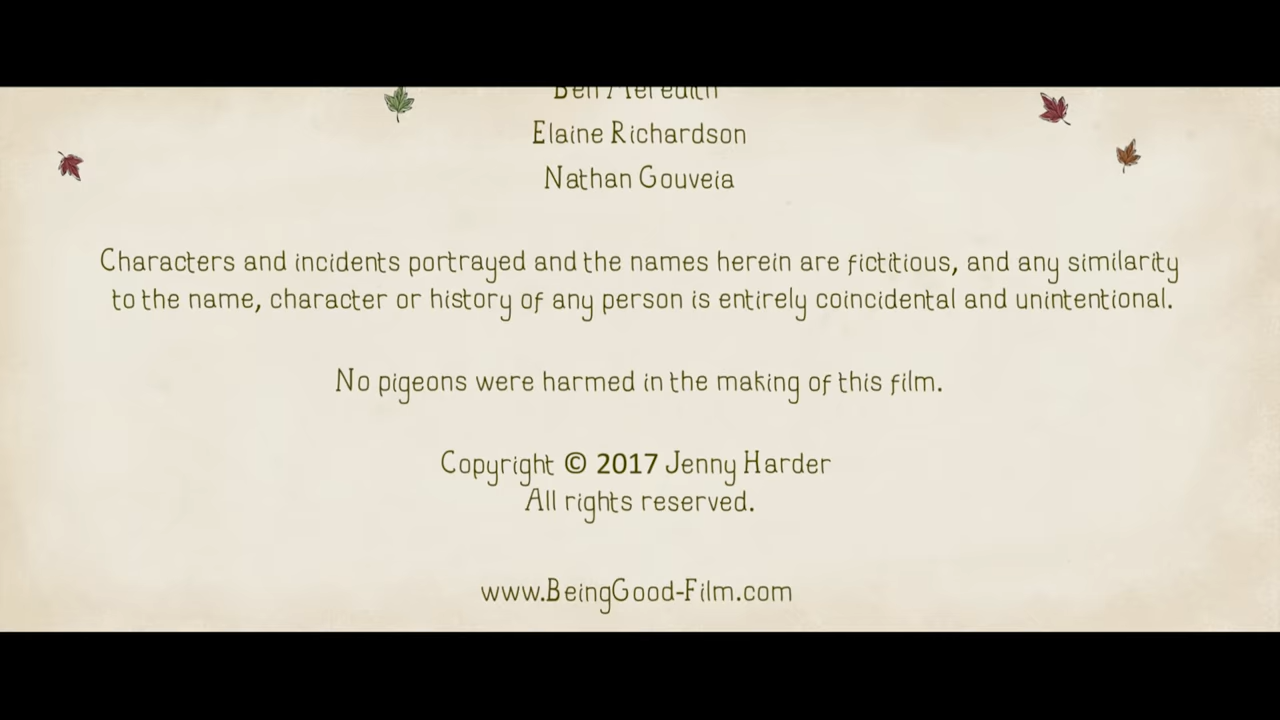 Ben Meredith
Elaine Richardson
Nathan Gouveia
Characters and incidents portrayed and the names herein are fictitious, and any similarity
to the name, character or history of any person is entirely coincidental and unintentional.
No pigeons were harmed in the making of this film.
Copyright © 2017 Jenny Harder
All rights reserved.
www.BeingGood-Film.com